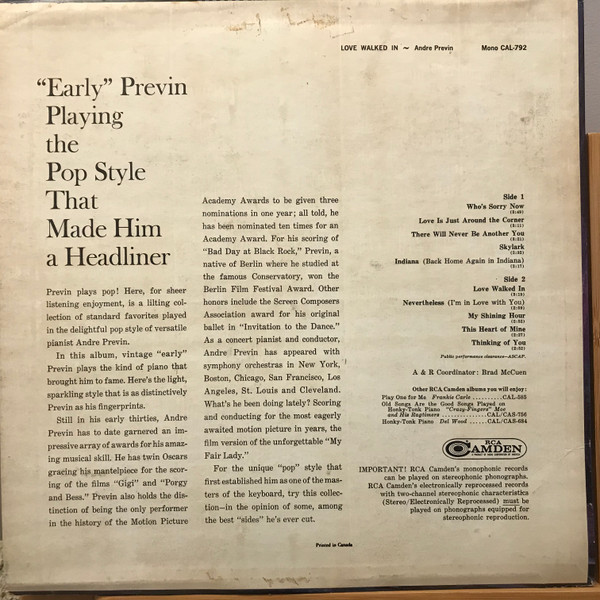 LOVE WALKED IN ~ Andre Previn Mono CAL-792
“Early” Previn
Playing
the
Pop Style
That
Made Him
a Headliner
Previn plays pop! Here, for sheer
listening enjoyment, is a lilting col-
lection of standard favorites played
in the delightful pop style of versatile
pianist Andre Previn.
In this album, vintage “early”
Previn plays the kind of piano that
brought him to fame. Here's the light,
sparkling style that is as distinctively
Previn as his fingerprints.
Still in his early thirties, Andre
Previn has to date garnered an im-
pressive array of awards for his amaz-
ing musical skill. He has twin Oscars
gracing his mantelpiece for the scor-
ing of the films “Gigi” and “Porgy
and Bess.” Previn also holds the dis-
tinction of being the only performer
in the history of the Motion Picture
Academy Awards to be given three
nominations in one year; all told, he
has been nominated ten times for an
Academy Award. For his scoring of
“Bad Day at Black Rock,” Previn, a
native of Berlin where he studied at
the famous Conservatory, won the
Berlin Film Festival Award. Other
honors include the Screen Composers
Association award for his original
ballet in “Invitation to the Dance.”
As a concert pianist and conductor,
Andre Previn has appeared with
symphony orchestras in New York,
Boston, Chicago, San Francisco, Los
Angeles, St. Louis and Cleveland.
What's he been doing lately? Scoring
and conducting for the most eagerly
awaited motion picture in years, the
film version of the unforgettable “My
Fair Lady.”
For the unique “pop” style that
first established him as one of the mas-
ters of the keyboard, try this collec-
tion—in the opinion of some, among
the best “sides” he's ever cut.
Side 1
Who's Sorry Now
Love Is Just Around the Corner
There Will Never Be Another You
Skylark
Indiana (Back Home Again in Indiana)
Side 2
Love Walked In
Nevertheless (I'm in Love with You)
My Shining Hour
This Heart of Mine
Thinking of You
Public performance clearance—ASCAP.
A & R Coordinator: Brad McCuen
Other RCA Camden albums you will enjoy:
Play One for Me Frankie Carle ..........CAL-585
Old Songs Are the Good Songs Played on
Honky-Tonk Piano “Crazy-Fingers” Moe
and His Ragtimers ..............CAL/CAS-756
Honky-Tonk Piano Del Wood ......CAL/CAS-684
RCA
CAMDEN
IMPORTANT! RCA Camden's monophonic records
can be played on stereophonic phonographs.
RCA Camden's electronically reprocessed records
with two-channel stereophonic characteristics
(Stereo/Electronically Reprocessed) must be
played on phonographs equipped for
stereophonic reproduction.
Printed in Canada